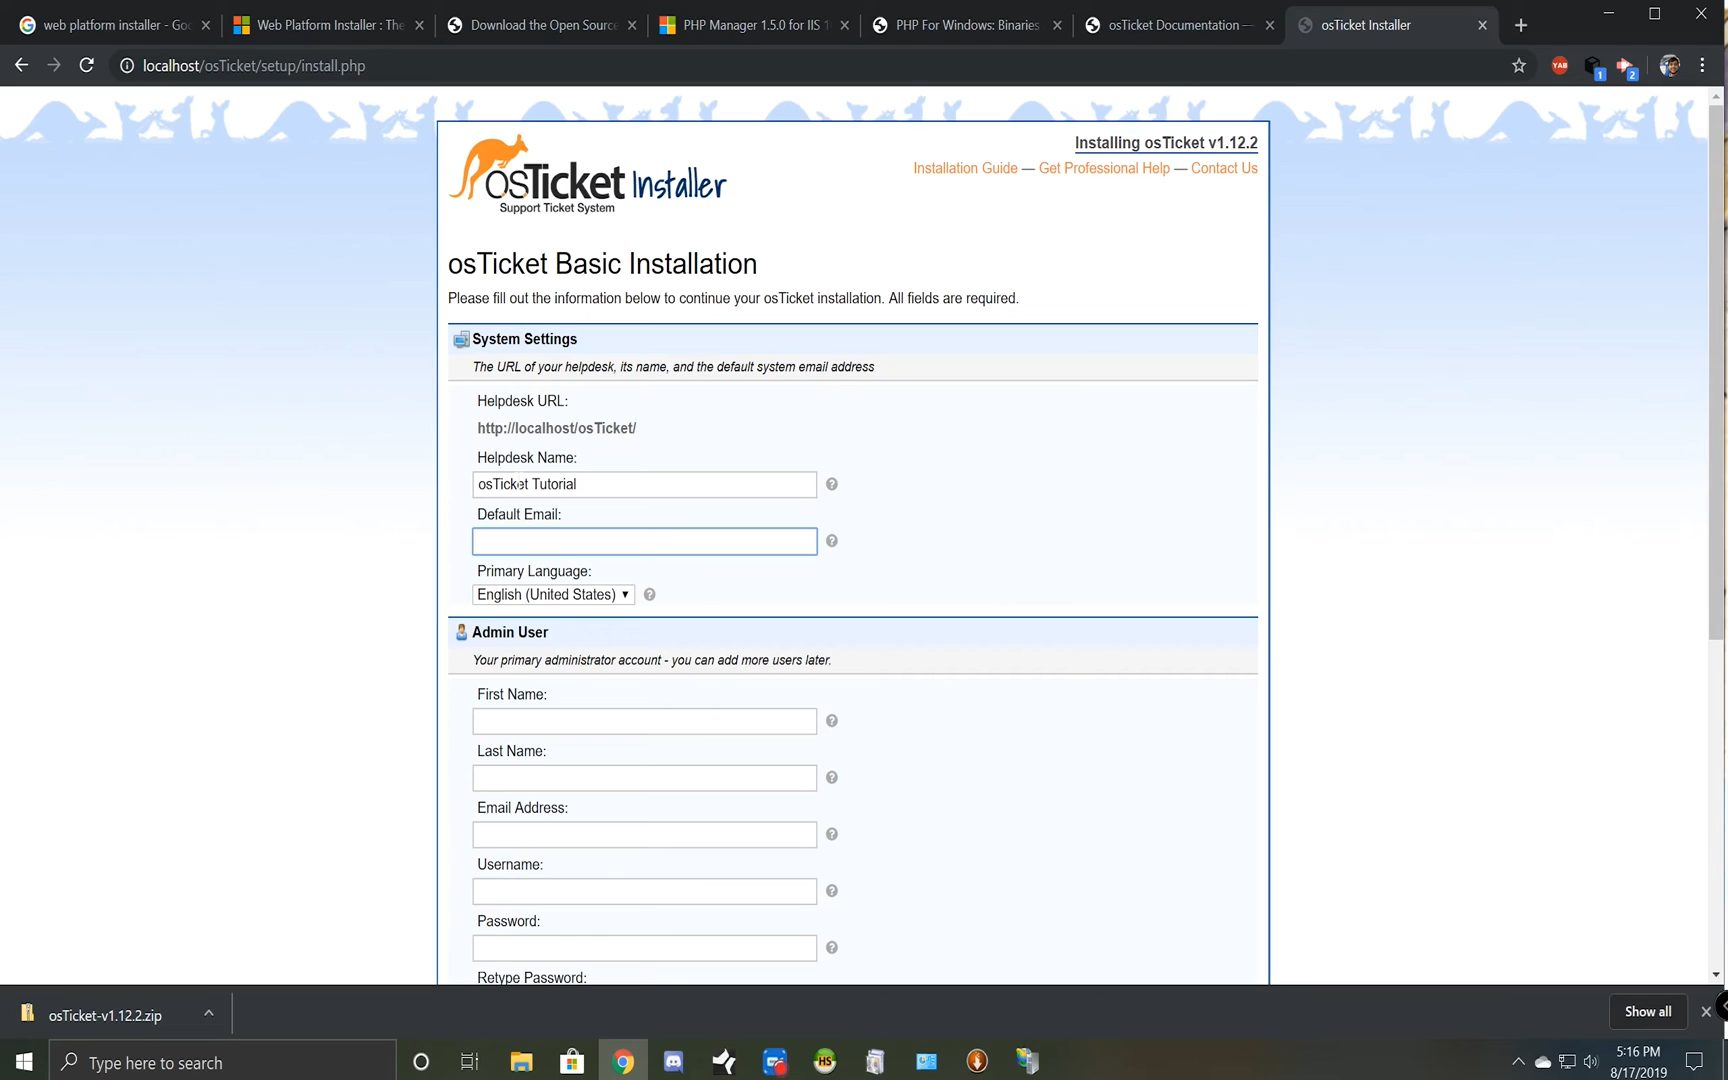 web platform installer - Goo
Web Platform Installer : The
Download the Open Source
PHP Manager 1.5.0 for IIS 1
PHP For Windows: Binaries
osTicket Documentation —
osTicket Installer
localhost/osTicket/setup/install.php
YAB
1
2
Installing osTicket v1.12.2
osTicket Installer
Support Ticket System
Installation Guide — Get Professional Help — Contact Us
osTicket Basic Installation
Please fill out the information below to continue your osTicket installation. All fields are required.
System Settings
The URL of your helpdesk, its name, and the default system email address
Helpdesk URL:
http://localhost/osTicket/
Helpdesk Name:
osTicket Tutorial
Default Email:
Primary Language:
English (United States)
Admin User
Your primary administrator account - you can add more users later.
First Name:
Last Name:
Email Address:
Username:
Password:
Retype Password:
osTicket-v1.12.2.zip
Show all
Type here to search
HS
5:16 PM
8/17/2019